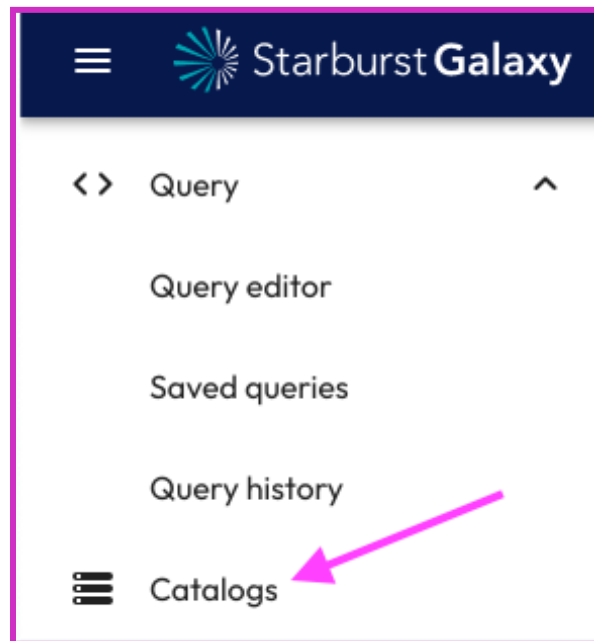 Starburst Galaxy
Query
Query editor
Saved queries
Query history
Catalogs